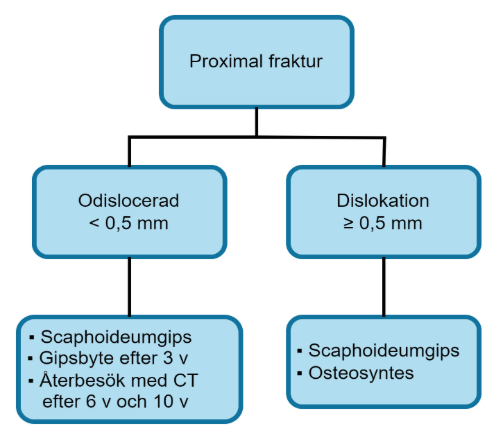 Proximal fraktur
Odislocerad
< 0,5 mm
Dislokation
≥ 0,5 mm
▪ Scaphoideumgips
▪ Gipsbyte efter 3 v
▪ Återbesök med CT
efter 6 v och 10 v
▪ Scaphoideumgips
▪ Osteosyntes